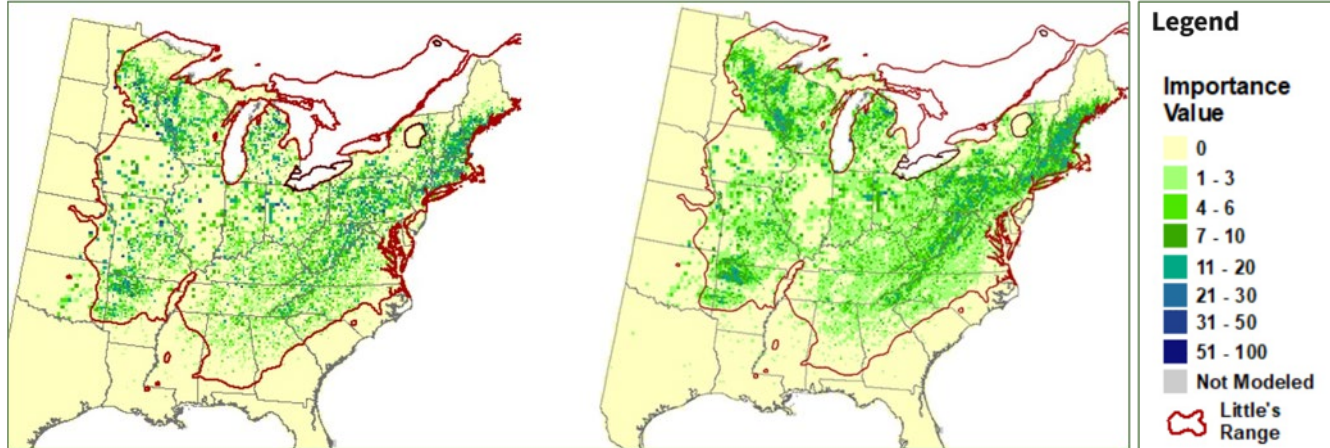 Legend
Importance
Value
0
1 - 3
4 - 6
7 - 10
11 - 20
21 - 30
31 - 50
51 - 100
Not Modeled
Little's
Range